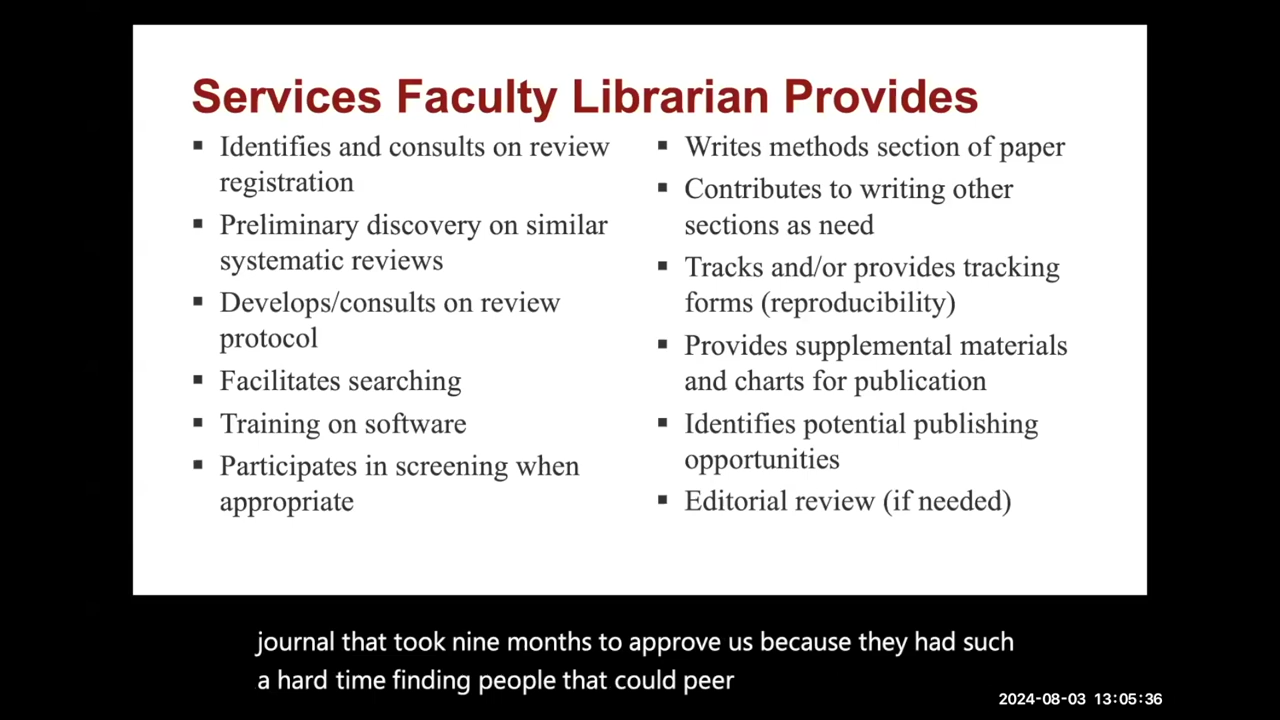 Services Faculty Librarian Provides
▪ Identifies and consults on review
registration
▪ Preliminary discovery on similar
systematic reviews
▪ Develops/consults on review
protocol
▪ Facilitates searching
▪ Training on software
▪ Participates in screening when
appropriate
▪ Writes methods section of paper
▪ Contributes to writing other
sections as need
▪ Tracks and/or provides tracking
forms (reproducibility)
▪ Provides supplemental materials
and charts for publication
▪ Identifies potential publishing
opportunities
▪ Editorial review (if needed)
journal that took nine months to approve us because they had such
a hard time finding people that could peer
2024-08-03 13:05:36